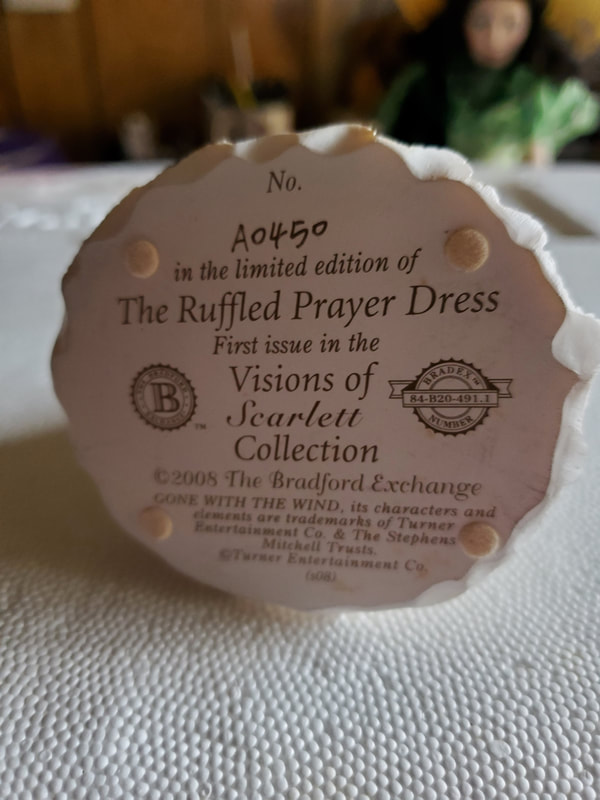 No.
A0450
in the limited edition of
The Ruffled Prayer Dress
First issue in the
Visions of
Scarlett
Collection
B
™
BRADEX™
84-B20-491.1
NUMBER
©2008 The Bradford Exchange
GONE WITH THE WIND, its characters and
elements are trademarks of Turner
Entertainment Co. & The Stephens
Mitchell Trusts.
©Turner Entertainment Co.
(s08)